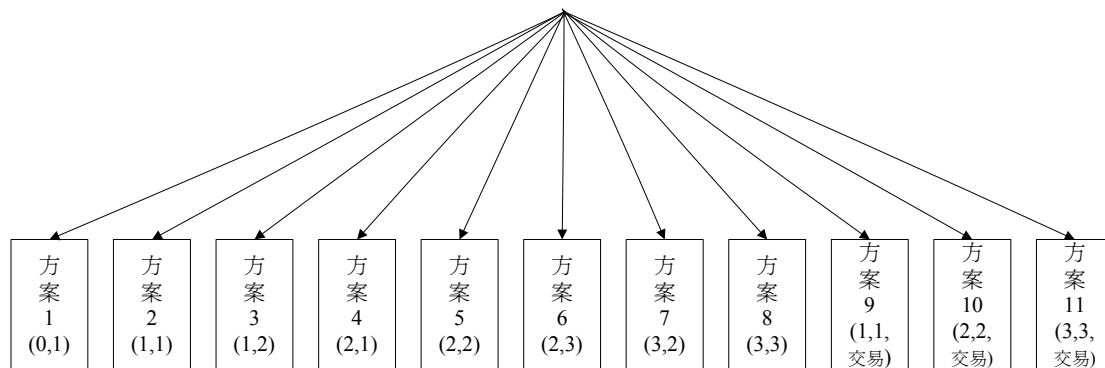 方
案
1
(0,1)
方
案
2
(1,1)
方
案
3
(1,2)
方
案
4
(2,1)
方
案
5
(2,2)
方
案
6
(2,3)
方
案
7
(3,2)
方
案
8
(3,3)
方
案
9
(1,1,
交易)
方
案
10
(2,2,
交易)
方
案
11
(3,3,
交易)